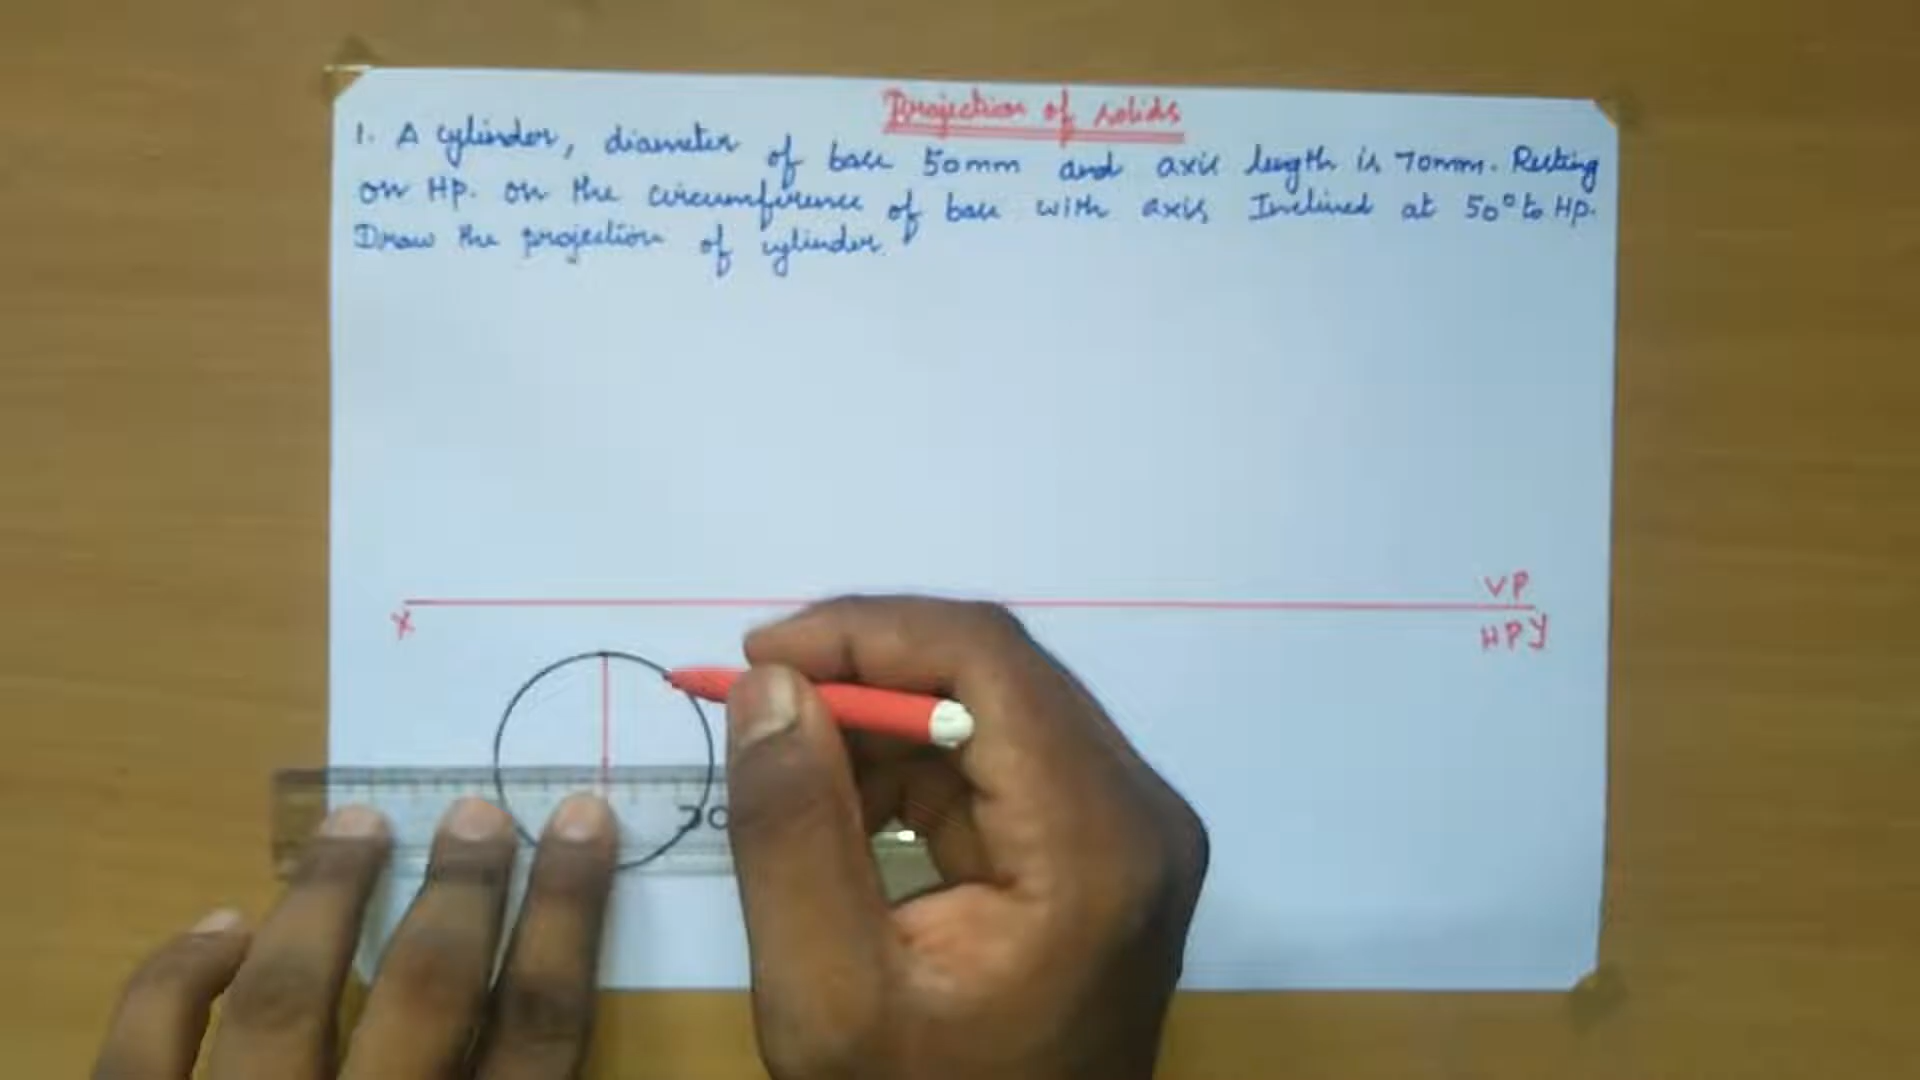 Projection of solids
1. A cylinder, diameter of base 50mm and axis length is 70mm. Resting
on HP. on the circumference of base with axis Inclined at 50° to HP.
Draw the projection of cylinder.
VP
X
HP Y
30